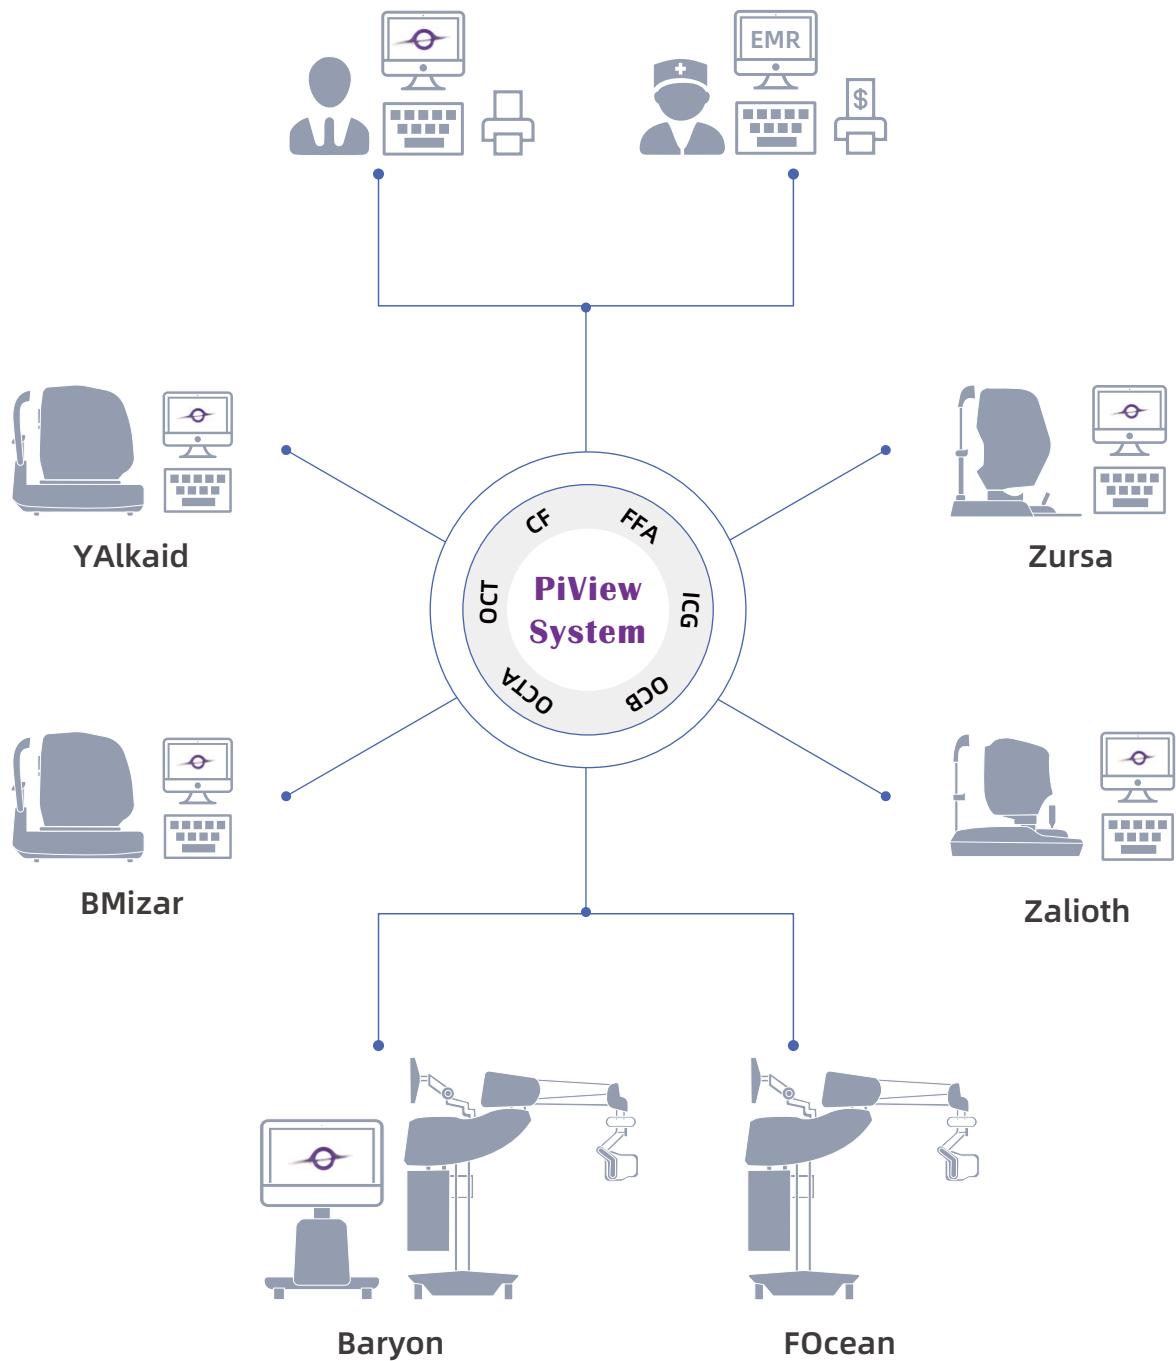 EMR
$
YAlkaid
Zursa
CF
FFA
OCT
ICG
OCTA
OCB
PiView
System
BMizar
Zalioth
Baryon
FOcean